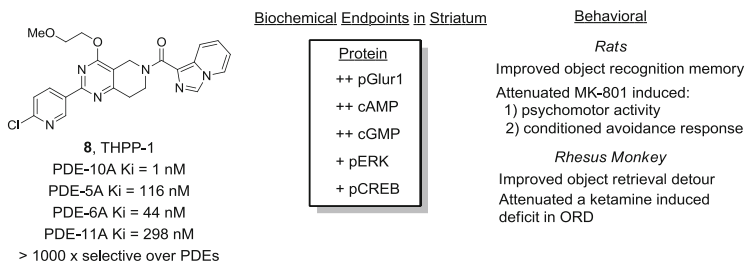 MeO
O
O
N
N
N
N
N
Cl
N
8, THPP-1
PDE-10A Ki = 1 nM
PDE-5A Ki = 116 nM
PDE-6A Ki = 44 nM
PDE-11A Ki = 298 nM
> 1000 x selective over PDEs
Biochemical Endpoints in Striatum
Protein
++ pGlur1
++ cAMP
++ cGMP
+ pERK
+ pCREB
Behavioral
Rats
Improved object recognition memory
Attenuated MK-801 induced:
1) psychomotor activity
2) conditioned avoidance response
Rhesus Monkey
Improved object retrieval detour
Attenuated a ketamine induced
deficit in ORD